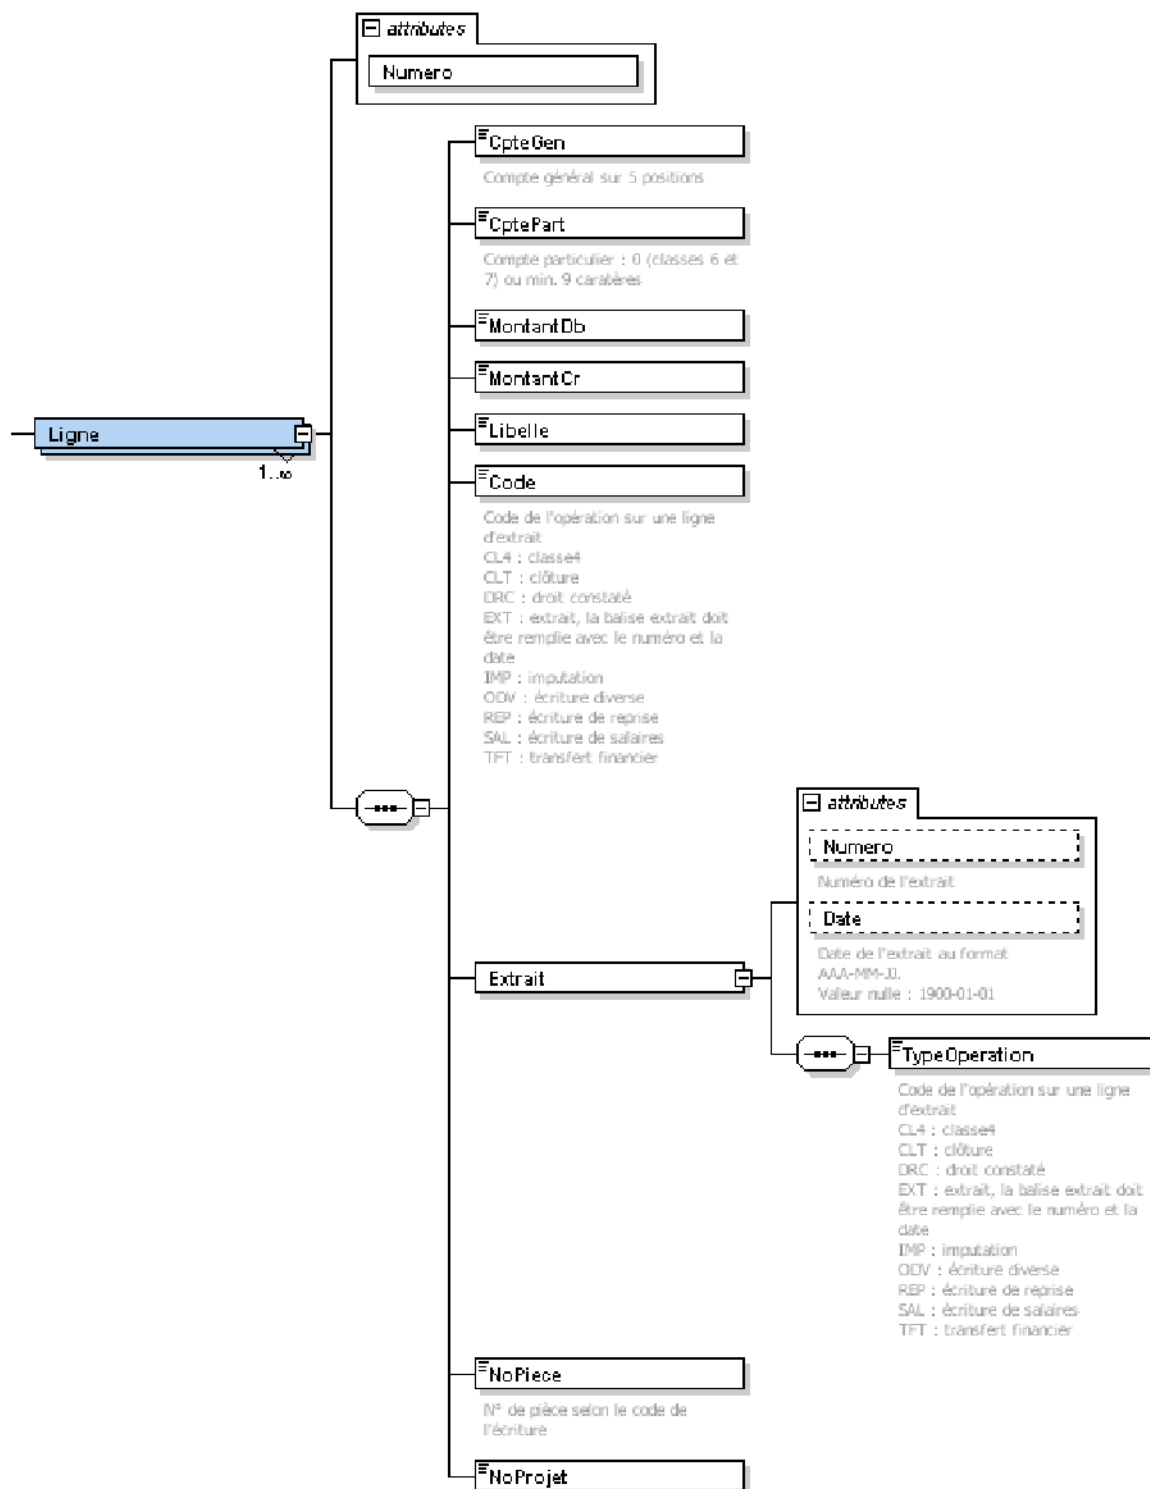 attributes
Numero
CpteGen
Compte général sur 5 positions
CptePart
Compte particulier : 0 (classes 6 et
7) ou min. 9 caratères
MontantDb
MontantCr
Ligne
1..∞
Libelle
Code
Code de l'opération sur une ligne
d'extrait
CL4 : classe4
CLT : clôture
DRC : droit constaté
EXT : extrait, la balise extrait doit
être remplie avec le numéro et la
date
IMP : imputation
ODV : écriture diverse
REP : écriture de reprise
SAL : écriture de salaires
TFT : transfert financier
Extrait
attributes
Numero
Numéro de l'extrait
Date
Date de l'extrait au format
AAA-MM-JJ.
Valeur nulle : 1900-01-01
TypeOperation
Code de l'opération sur une ligne
d'extrait
CL4 : classe4
CLT : clôture
DRC : droit constaté
EXT : extrait, la balise extrait doit
être remplie avec le numéro et la
date
IMP : imputation
ODV : écriture diverse
REP : écriture de reprise
SAL : écriture de salaires
TFT : transfert financier
NoPiece
N° de pièce selon le code de
l'écriture
NoProjet